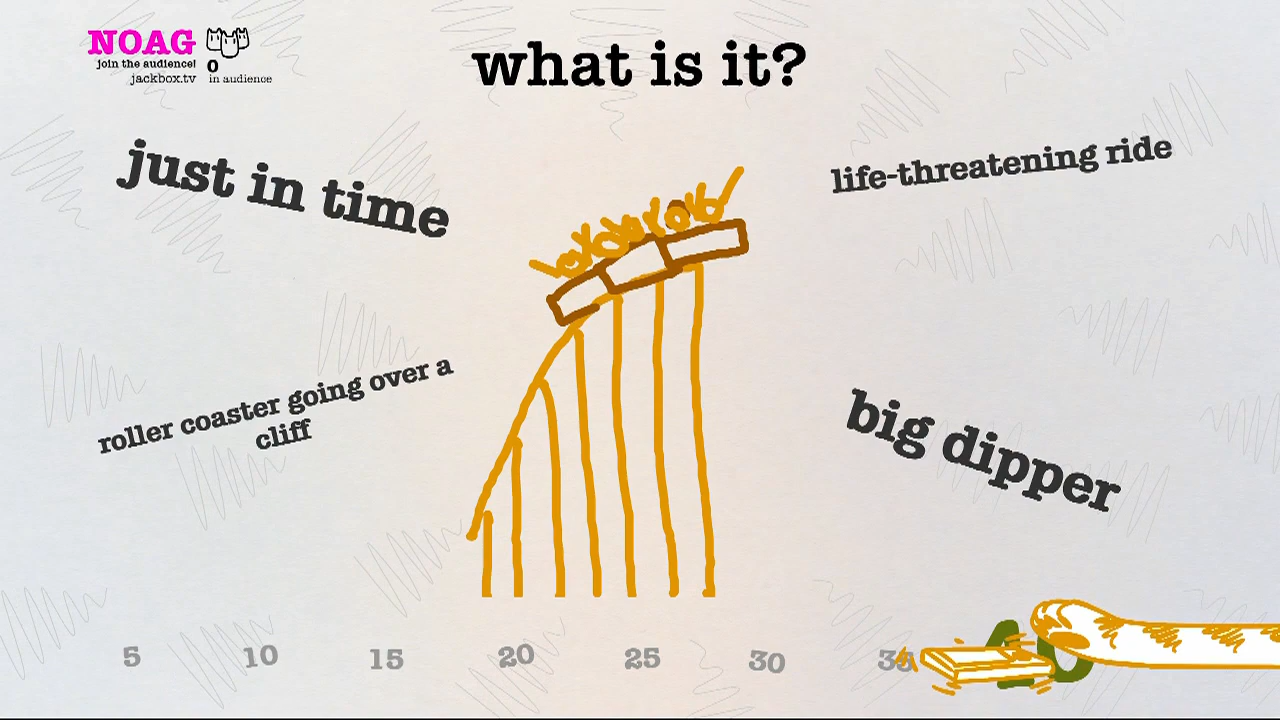 NOAG
join the audience!
jackbox.tv
0
in audience
what is it?
just in time
life-threatening ride
roller coaster going over a
cliff
big dipper
5 10 15 20 25 30